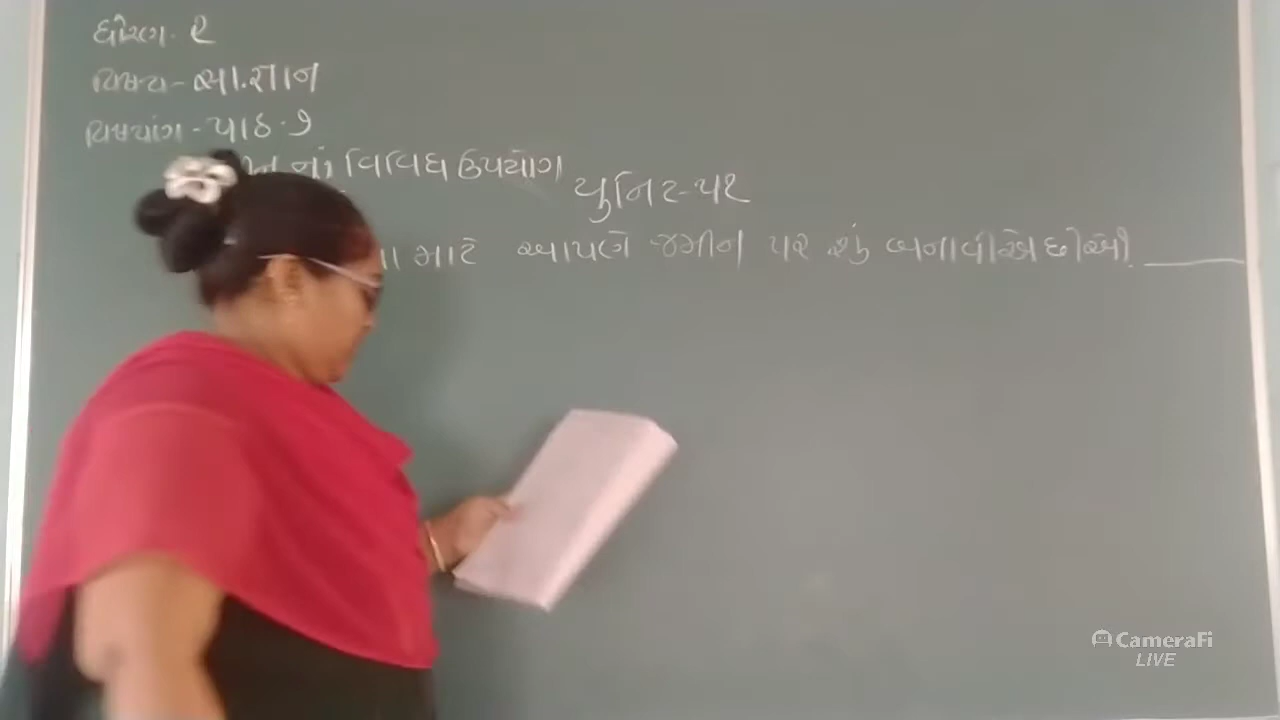 ધોરણ. ૨
વિષય - સા.જ્ઞાન
વિષયાંગ - પાઠ. ૭
નાં વિવિધ ઉપયોગ
યુનિટ-૫૨
માટે આપણે જમીન પર શું બનાવીએ છીએ.
CameraFi
LIVE